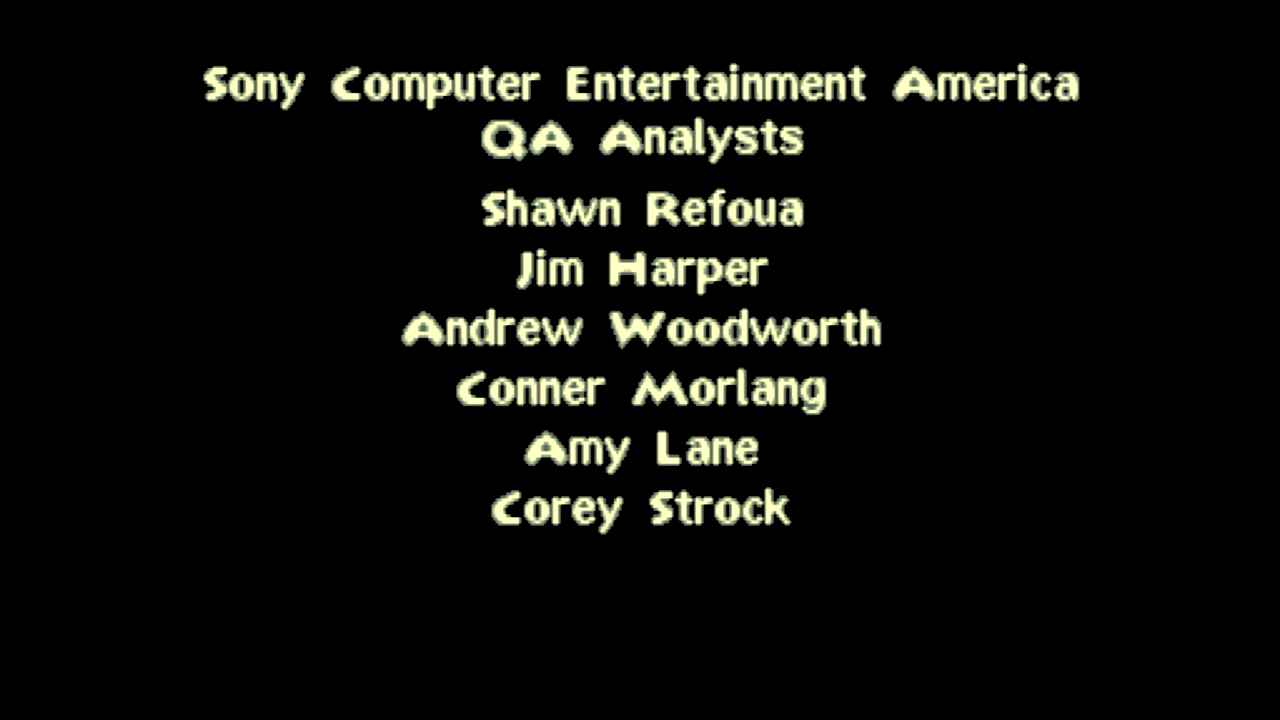 Sony Computer Entertainment America
QA Analysts
Shawn Refoua
Jim Harper
Andrew Woodworth
Conner Morlang
Amy Lane
Corey Strock